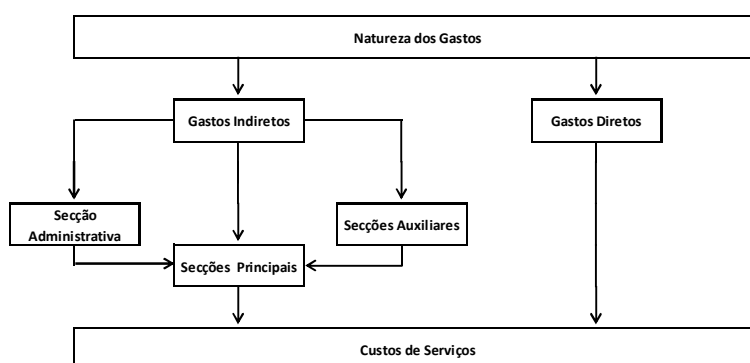 Natureza dos Gastos
Gastos Indiretos
Gastos Diretos
Secção
Administrativa
Secções Auxiliares
Secções Principais
Custos de Serviços